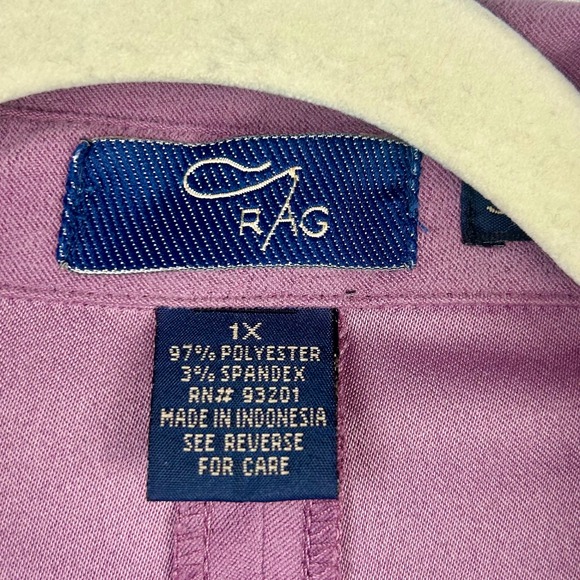 RAG
1X
97% POLYESTER
3% SPANDEX
RN# 93201
MADE IN INDONESIA
SEE REVERSE
FOR CARE